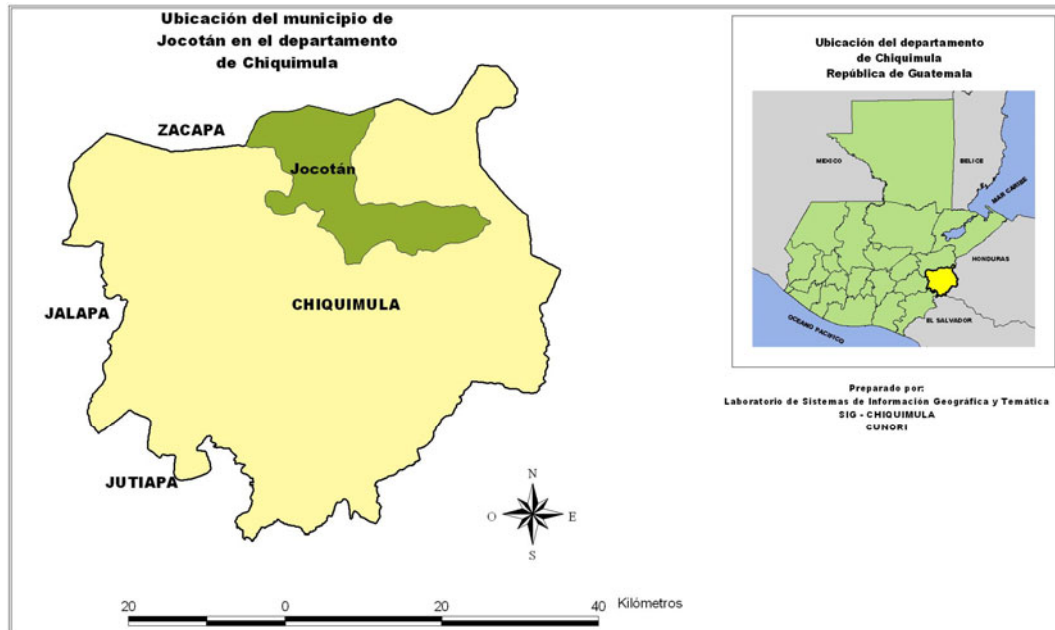 Ubicación del municipio de
Jocotán en el departamento
de Chiquimula
ZACAPA
Jocotán
CHIQUIMULA
JALAPA
JUTIAPA
N
O
E
S
20
0
20
40
Kilómetros
Ubicación del departamento
de Chiquimula
República de Guatemala
MEXICO
BELICE
MAR CARIBE
HONDURAS
EL SALVADOR
OCEANO PACIFICO
Preparado por:
Laboratorio de Sistemas de Información Geográfica y Temática
SIG - CHIQUIMULA
CUNORI